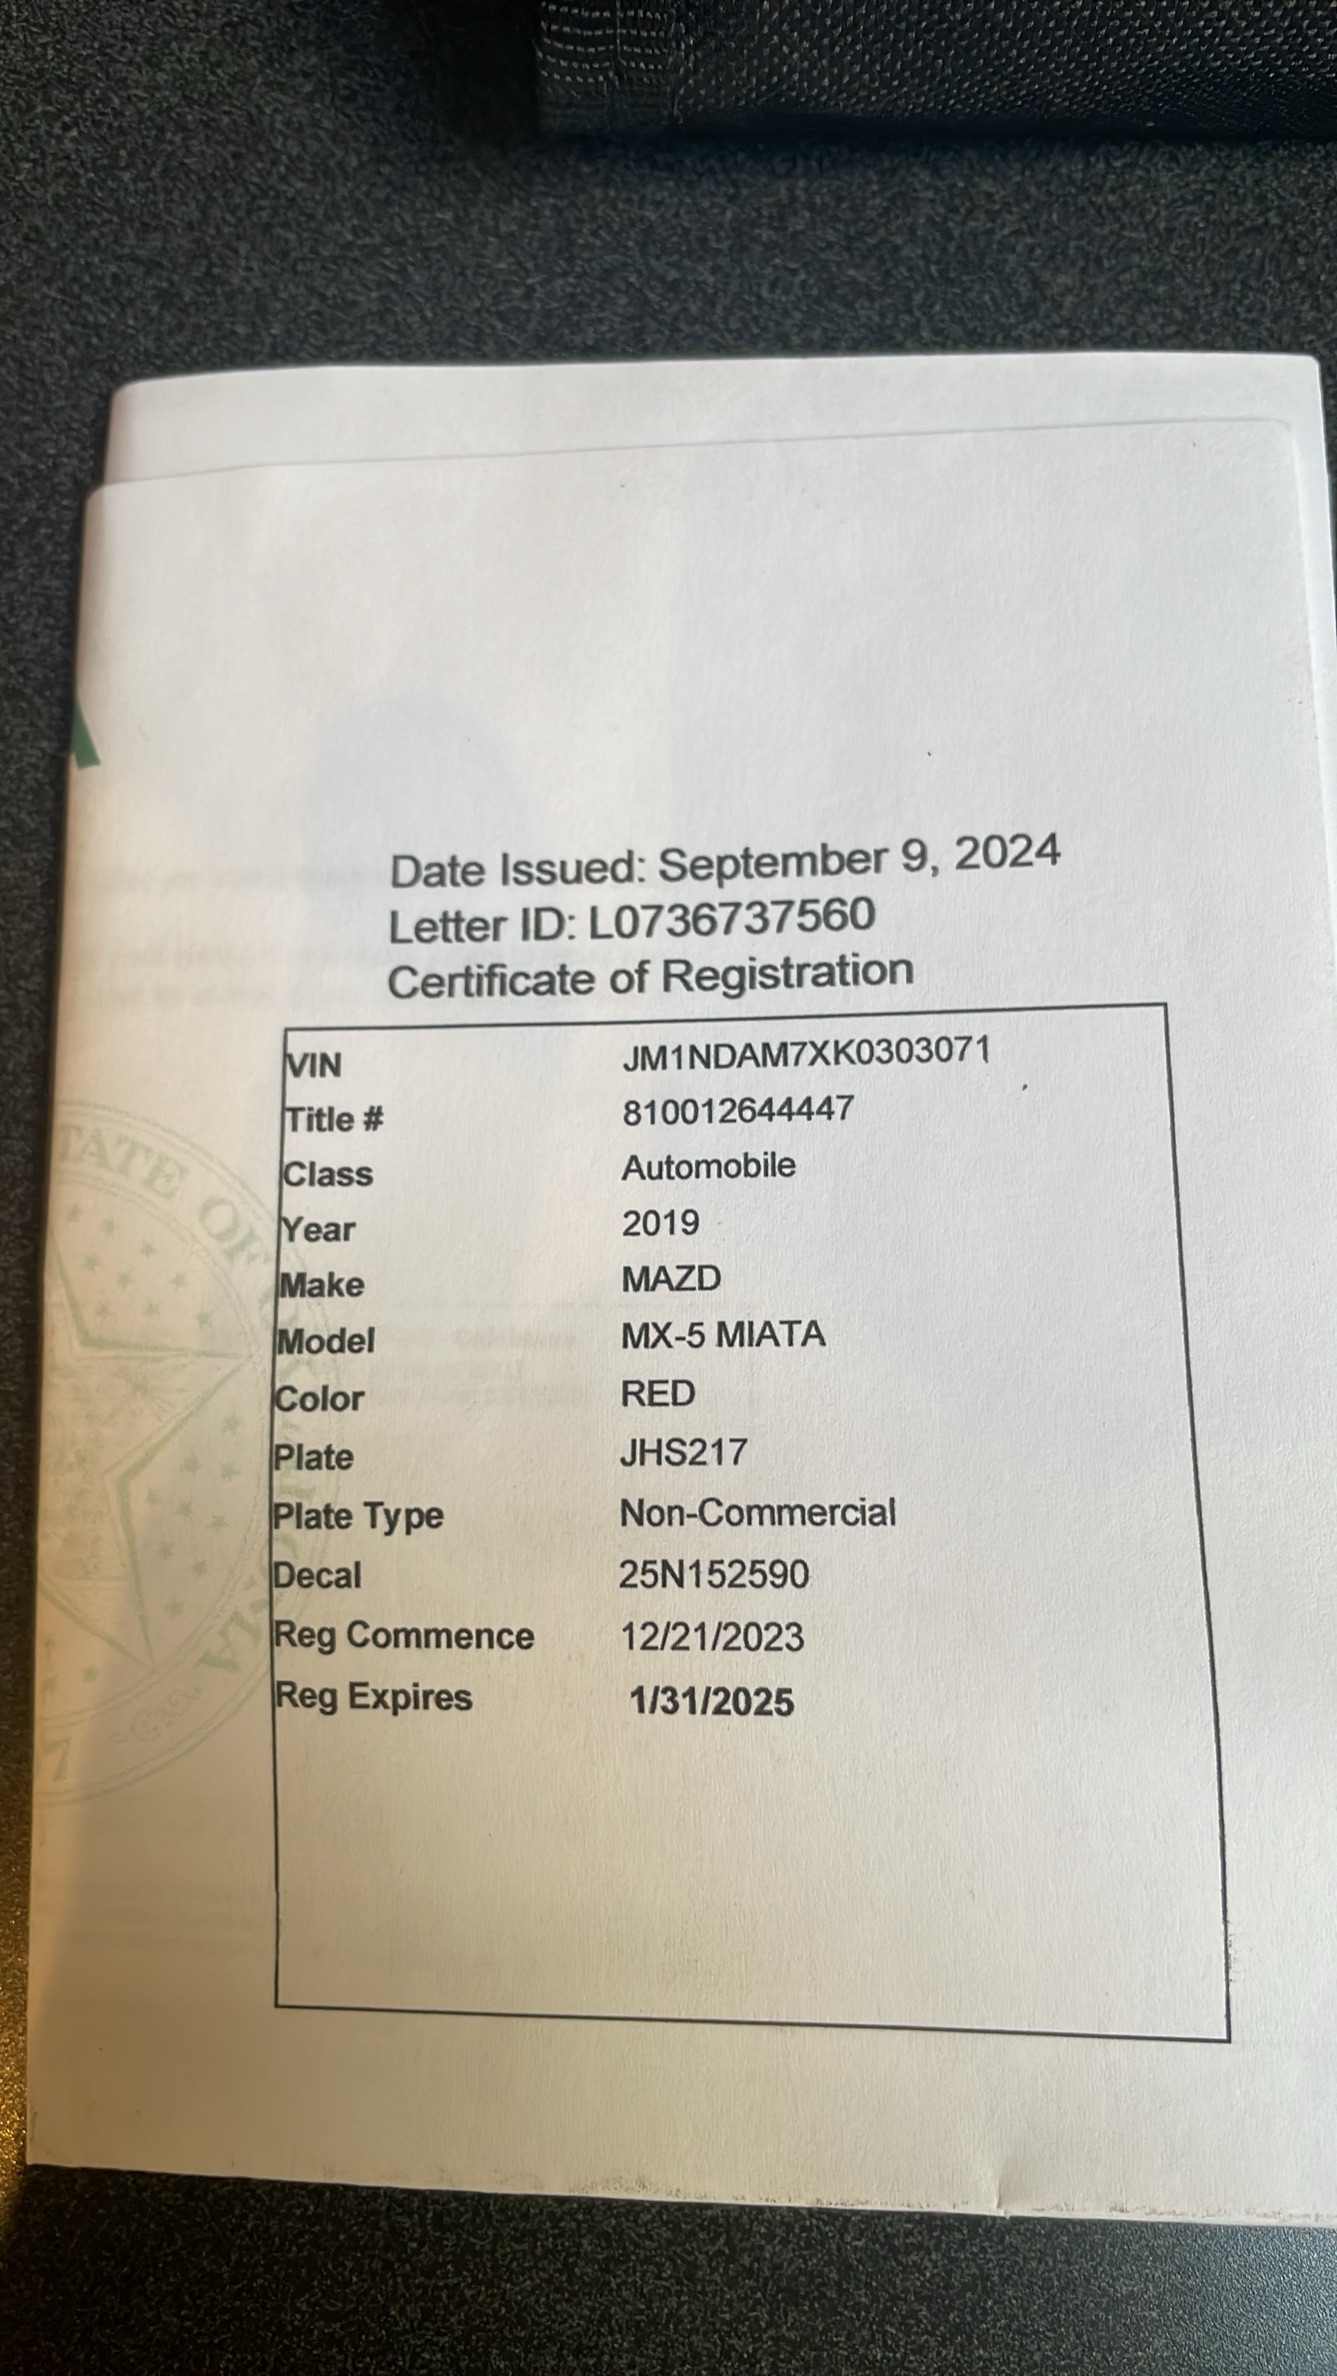 Date Issued: September 9, 2024
Letter ID: L0736737560
Certificate of Registration
VIN JM1NDAM7XK0303071
Title # 810012644447
Class Automobile
Year 2019
Make MAZD
Model MX-5 MIATA
Color RED
Plate JHS217
Plate Type Non-Commercial
Decal 25N152590
Reg Commence 12/21/2023
Reg Expires 1/31/2025
TATE OF